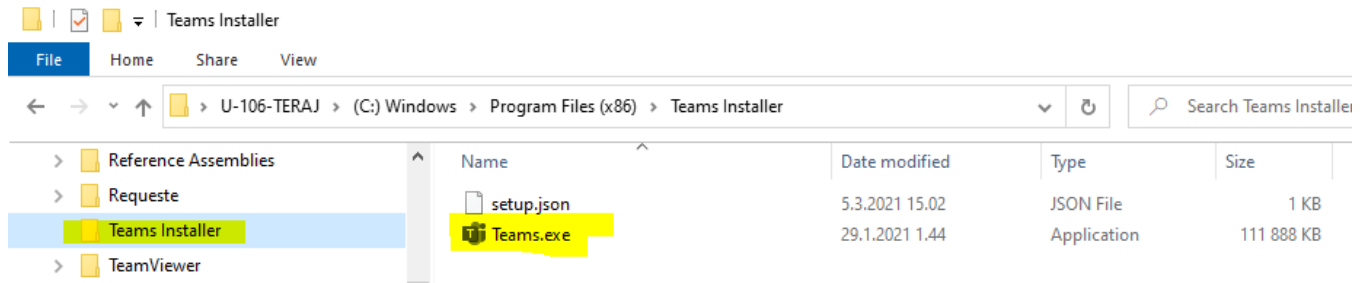 Teams Installer
File Home Share View
U-106-TERAJ > (C:) Windows > Program Files (x86) > Teams Installer
Search Teams Installer
Reference Assemblies
Requeste
Teams Installer
TeamViewer
Name Date modified Type Size
setup.json 5.3.2021 15.02 JSON File 1 KB
Teams.exe 29.1.2021 1.44 Application 111 888 KB